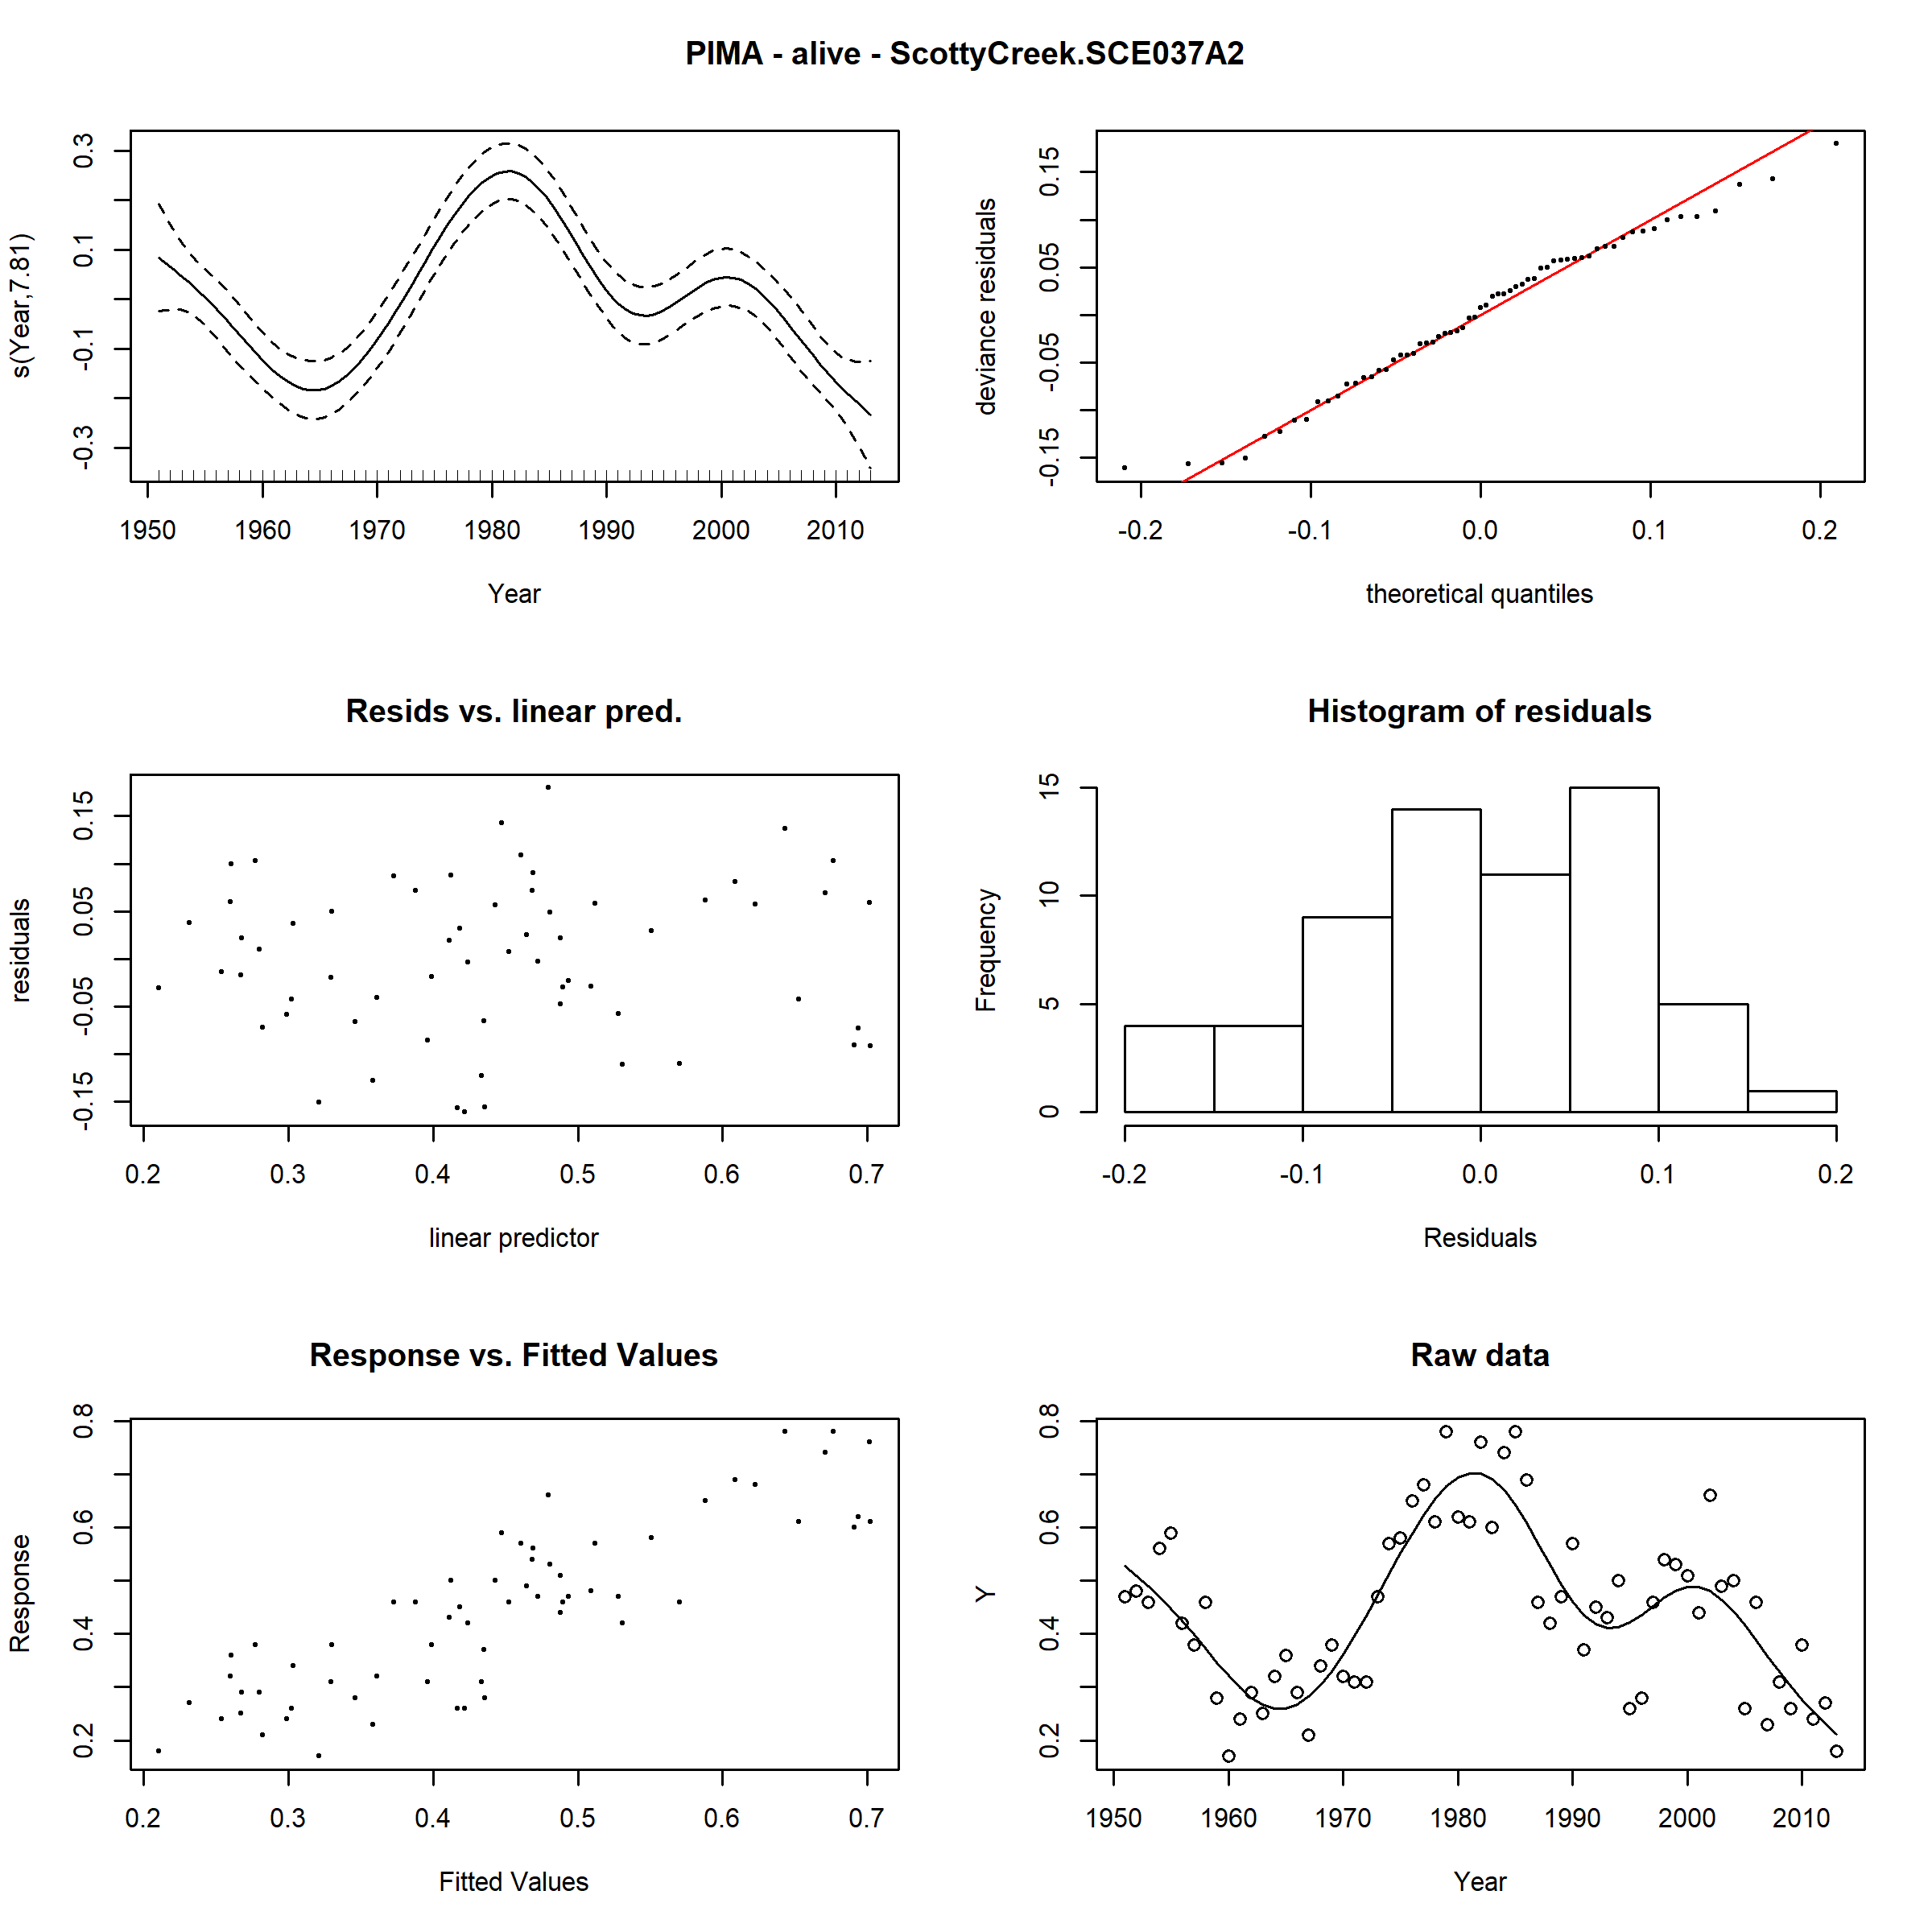 PIMA - alive - ScottyCreek.SCE037A2
s(Year,7.81)
0.3
0.1
-0.1
-0.3
1950 1960 1970 1980 1990 2000 2010
Year
deviance residuals
0.15
0.05
-0.05
-0.15
-0.2 -0.1 0.0 0.1 0.2
theoretical quantiles
Resids vs. linear pred.
residuals
0.15
0.05
-0.05
-0.15
0.2 0.3 0.4 0.5 0.6 0.7
linear predictor
Histogram of residuals
Frequency
15
10
5
0
-0.2 -0.1 0.0 0.1 0.2
Residuals
Response vs. Fitted Values
Response
0.8
0.6
0.4
0.2
0.2 0.3 0.4 0.5 0.6 0.7
Fitted Values
Raw data
Y
0.8
0.6
0.4
0.2
1950 1960 1970 1980 1990 2000 2010
Year